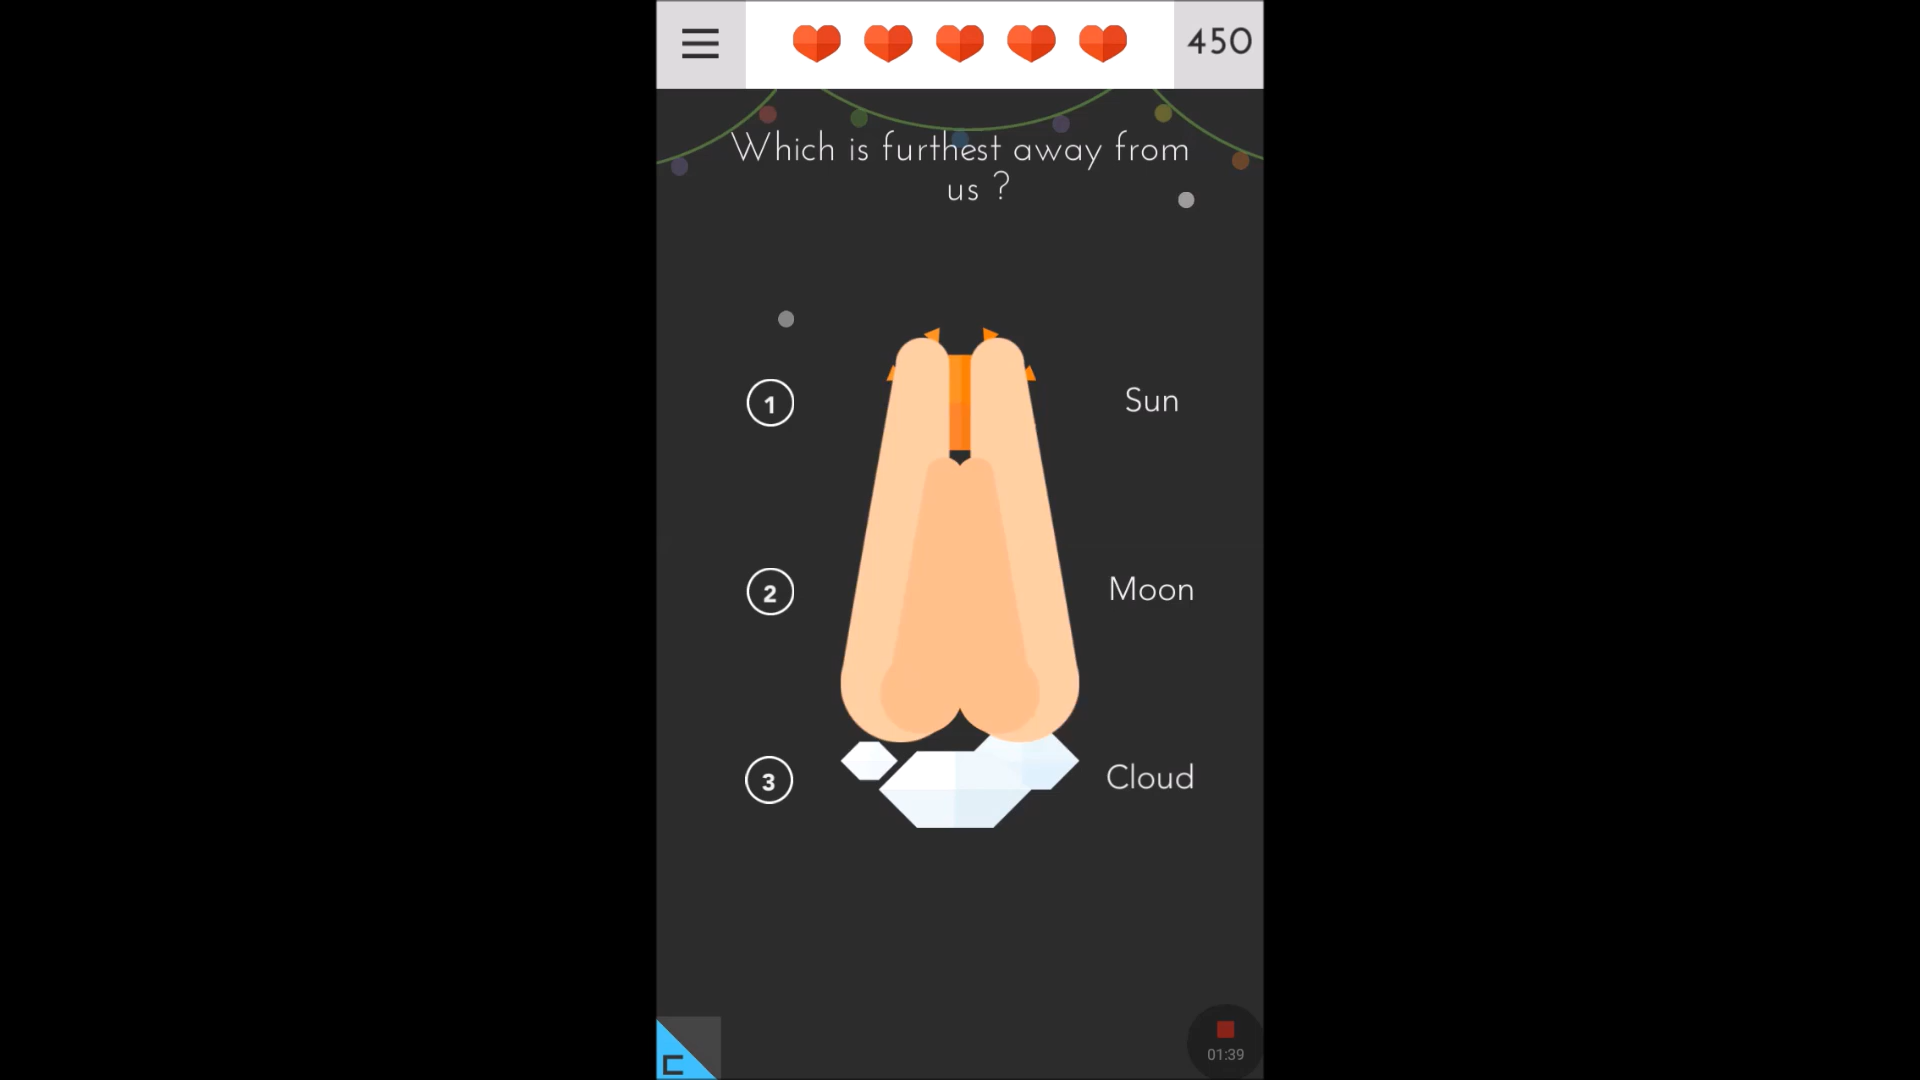 450
Which is furthest away from
us ?
1 Sun
2 Moon
3 Cloud
01:39